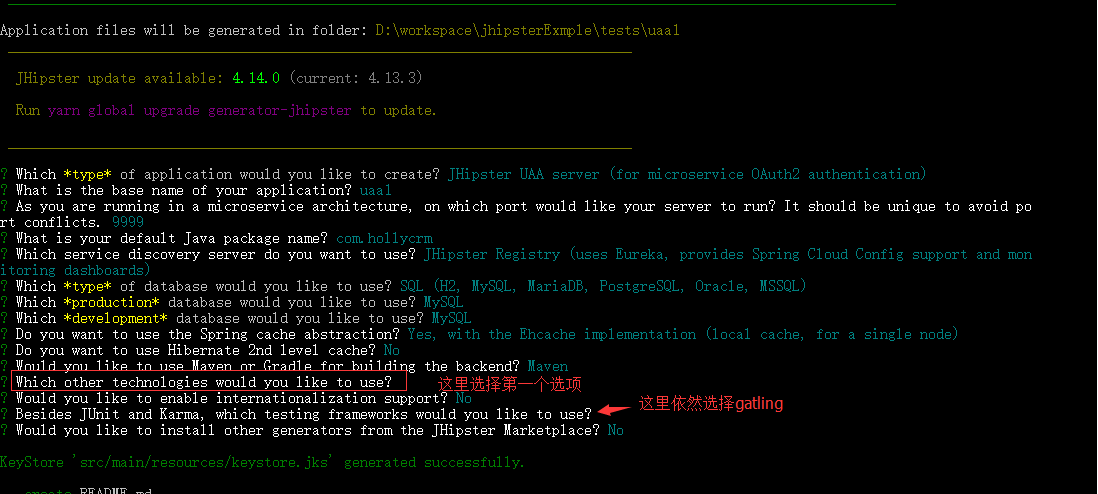 Application files will be generated in folder: D:\workspace\jhipsterExmple\tests\uaa1
JHipster update available: 4.14.0 (current: 4.13.3)
Run yarn global upgrade generator-jhipster to update.
? Which *type* of application would you like to create? JHipster UAA server (for microservice OAuth2 authentication)
? What is the base name of your application? uaa1
? As you are running in a microservice architecture, on which port would like your server to run? It should be unique to avoid po
rt conflicts. 9999
? What is your default Java package name? com.hollycrm
? Which service discovery server do you want to use? JHipster Registry (uses Eureka, provides Spring Cloud Config support and mon
itoring dashboards)
? Which *type* of database would you like to use? SQL (H2, MySQL, MariaDB, PostgreSQL, Oracle, MSSQL)
? Which *production* database would you like to use? MySQL
? Which *development* database would you like to use? MySQL
? Do you want to use the Spring cache abstraction? Yes, with the Ehcache implementation (local cache, for a single node)
? Do you want to use Hibernate 2nd level cache? No
? Would you like to use Maven or Gradle for building the backend? Maven
? Which other technologies would you like to use? 这里选择第一个选项
? Would you like to enable internationalization support? No
? Besides JUnit and Karma, which testing frameworks would you like to use? 这里依然选择gatling
? Would you like to install other generators from the JHipster Marketplace? No
KeyStore 'src/main/resources/keystore.jks' generated successfully.
create README.md